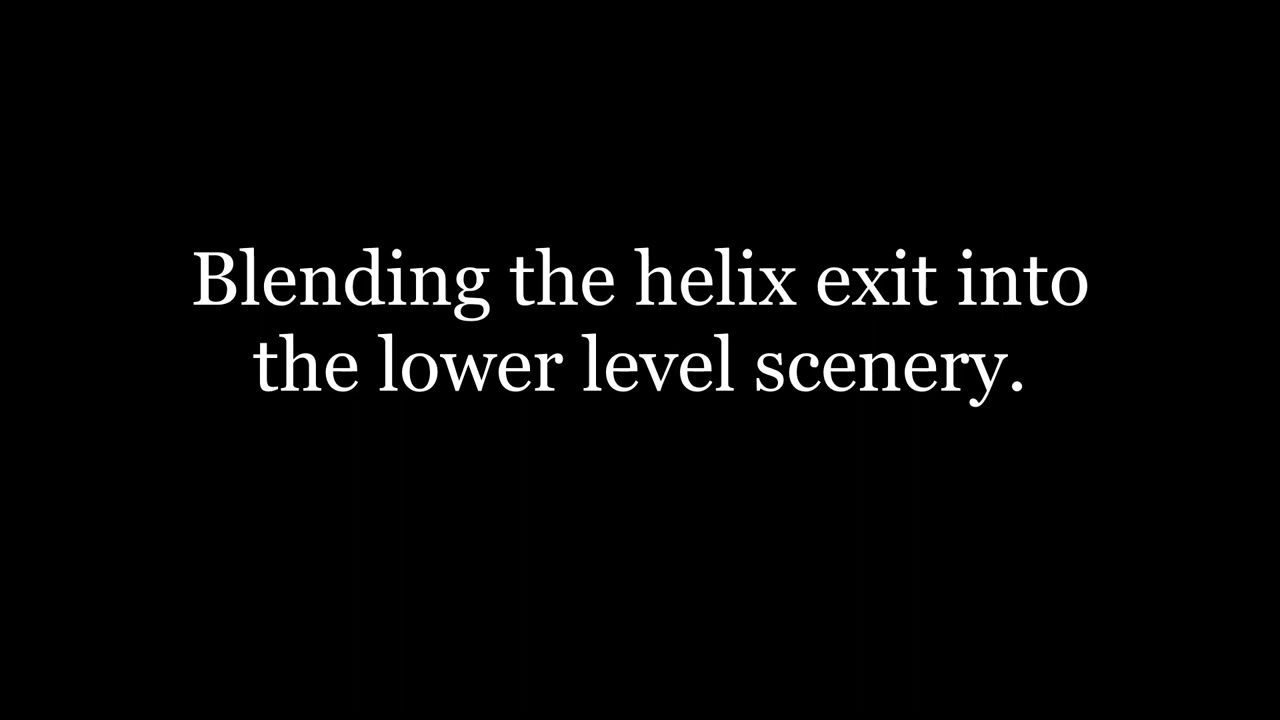 Blending the helix exit into
the lower level scenery.